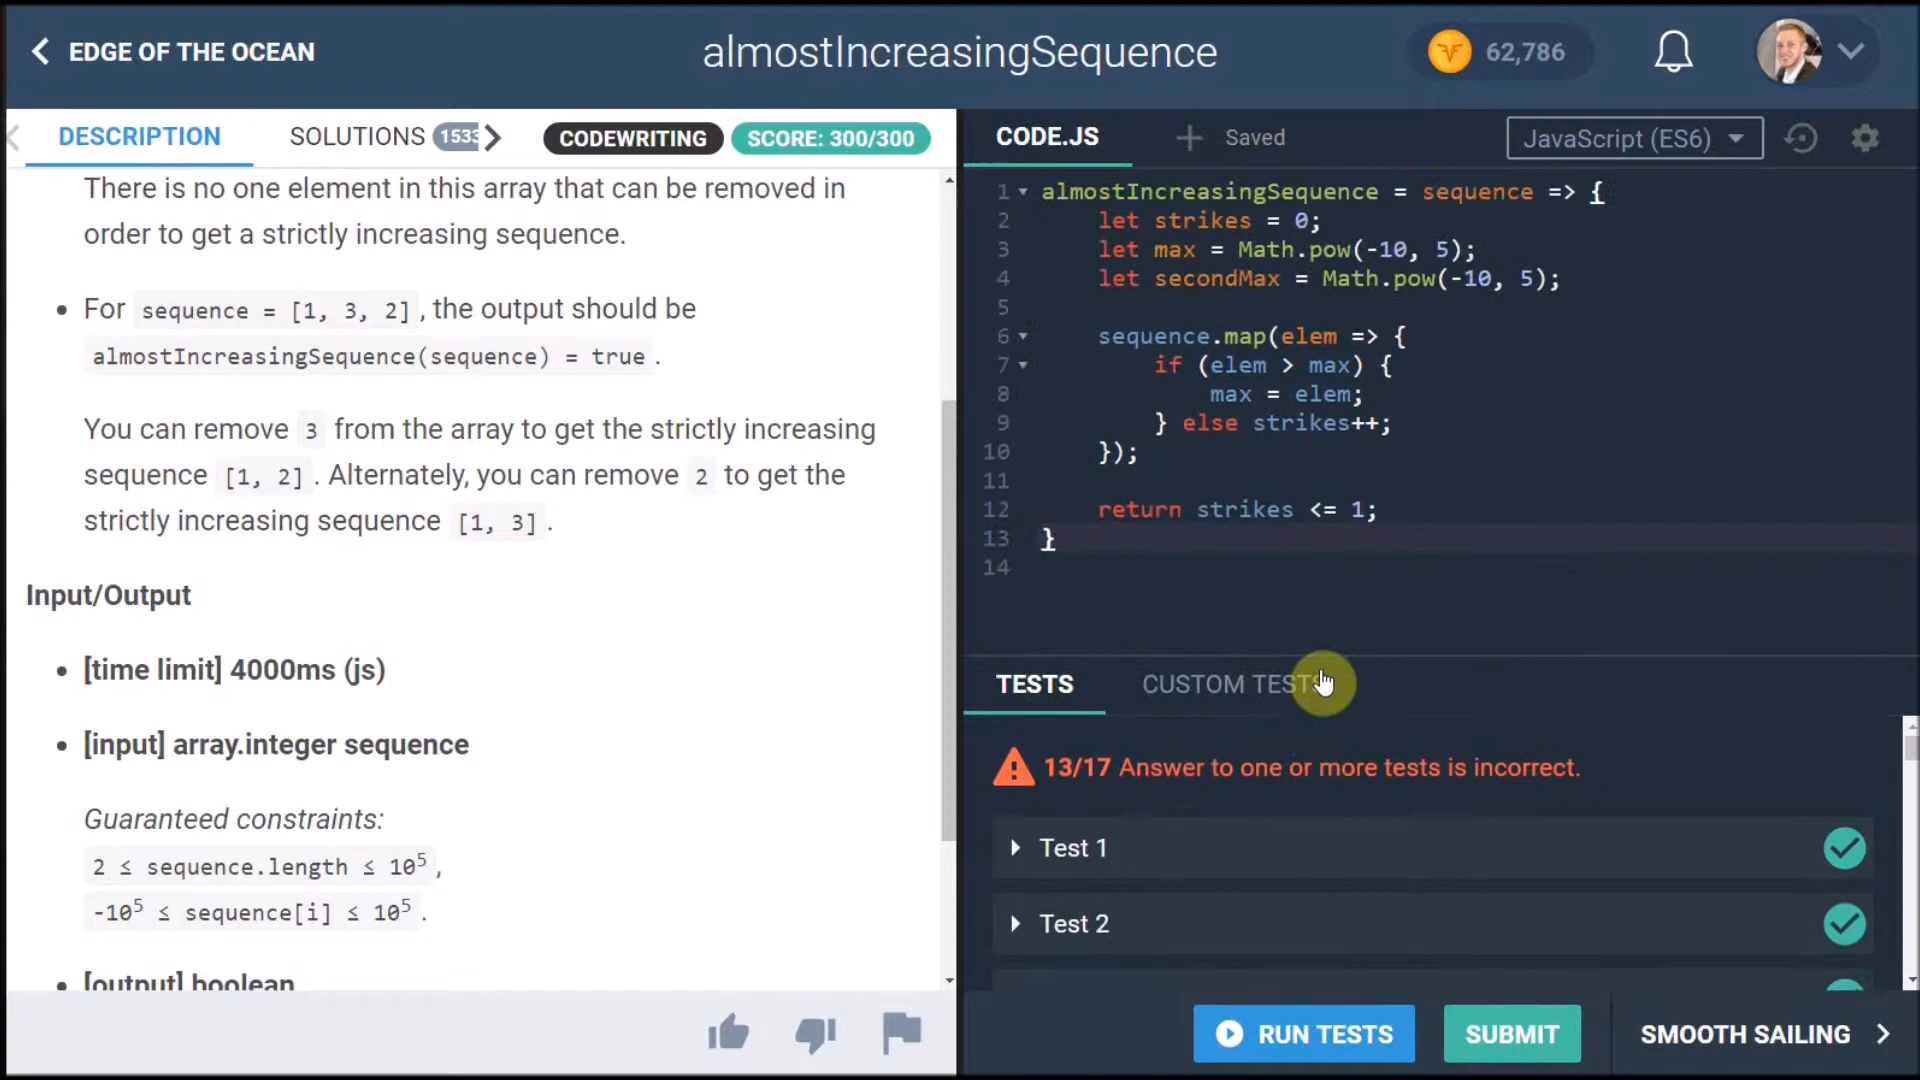 EDGE OF THE OCEAN
almostIncreasingSequence
62,786
DESCRIPTION
SOLUTIONS 1533
CODEWRITING
SCORE: 300/300
There is no one element in this array that can be removed in
order to get a strictly increasing sequence.
• For sequence = [1, 3, 2], the output should be
almostIncreasingSequence(sequence) = true.
You can remove 3 from the array to get the strictly increasing
sequence [1, 2]. Alternately, you can remove 2 to get the
strictly increasing sequence [1, 3].
Input/Output
• [time limit] 4000ms (js)
• [input] array.integer sequence
Guaranteed constraints:
2 ≤ sequence.length ≤ 10⁵,
-10⁵ ≤ sequence[i] ≤ 10⁵.
• [output] boolean
CODE.JS
+ Saved
JavaScript (ES6)
1 almostIncreasingSequence = sequence => {
2 let strikes = 0;
3 let max = Math.pow(-10, 5);
4 let secondMax = Math.pow(-10, 5);
5
6 sequence.map(elem => {
7 if (elem > max) {
8 max = elem;
9 } else strikes++;
10 });
11
12 return strikes <= 1;
13 }
14
TESTS
CUSTOM TESTS
13/17 Answer to one or more tests is incorrect.
Test 1
Test 2
RUN TESTS
SUBMIT
SMOOTH SAILING